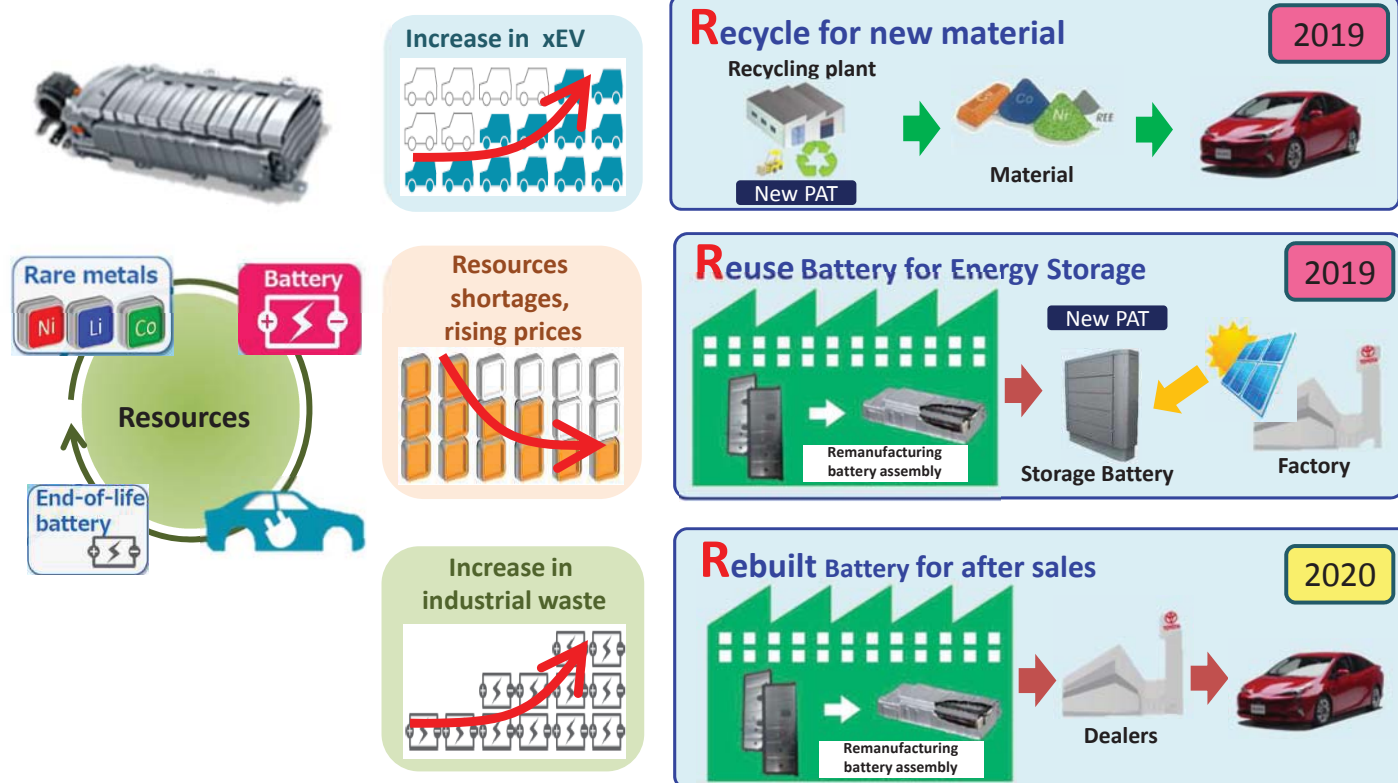 Increase in xEV
Rare metals
Ni
Li
Co
Battery
Resources
End-of-life
battery
Resources
shortages,
rising prices
Increase in
industrial waste
Recycle for new material
2019
Recycling plant
New PAT
Co
Ni
REE
Material
Reuse Battery for Energy Storage
2019
New PAT
Remanufacturing
battery assembly
Storage Battery
TOYOTA
Factory
Rebuilt Battery for after sales
2020
Remanufacturing
battery assembly
TOYOTA
Dealers